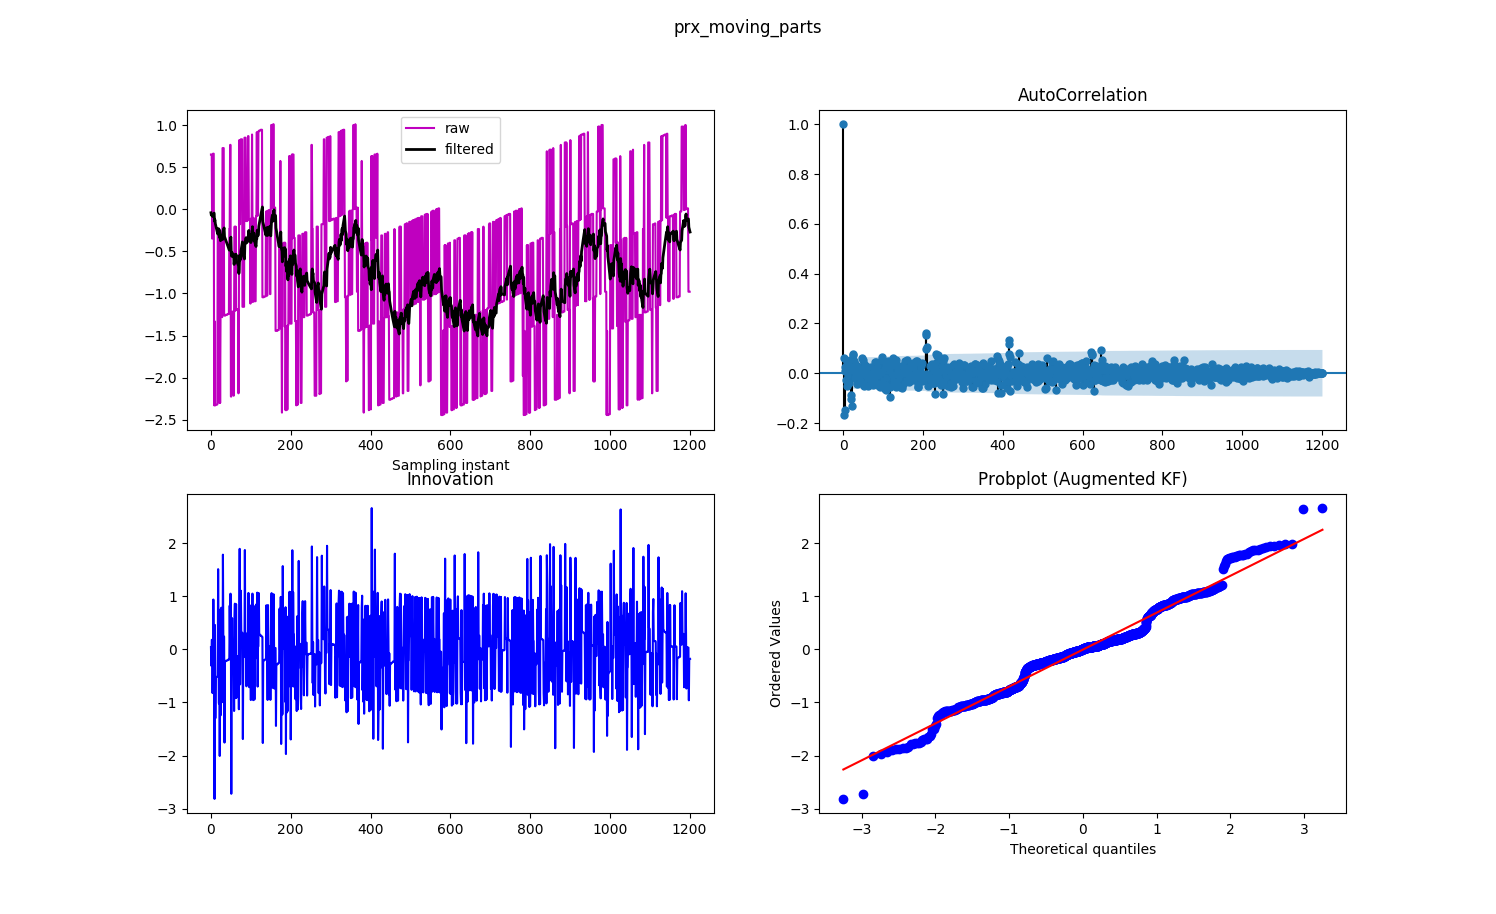 prx_moving_parts
raw
filtered
1.0
0.5
0.0
−0.5
−1.0
−1.5
−2.0
−2.5
0 200 400 600 800 1000 1200
Sampling instant
AutoCorrelation
1.0
0.8
0.6
0.4
0.2
0.0
−0.2
0 200 400 600 800 1000 1200
Innovation
2
1
0
−1
−2
−3
0 200 400 600 800 1000 1200
Probplot (Augmented KF)
Ordered Values
2
1
0
−1
−2
−3
−3 −2 −1 0 1 2 3
Theoretical quantiles